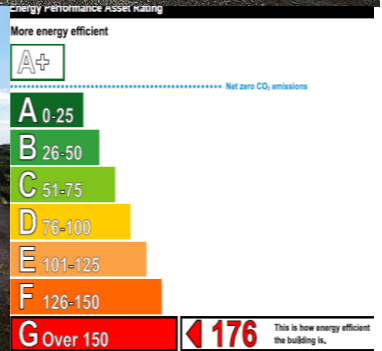 Energy Performance Asset Rating
More energy efficient
A+
Net zero CO₂ emissions
A 0-25
B 26-50
C 51-75
D 76-100
E 101-125
F 126-150
G Over 150
176
This is how energy efficient
the building is.